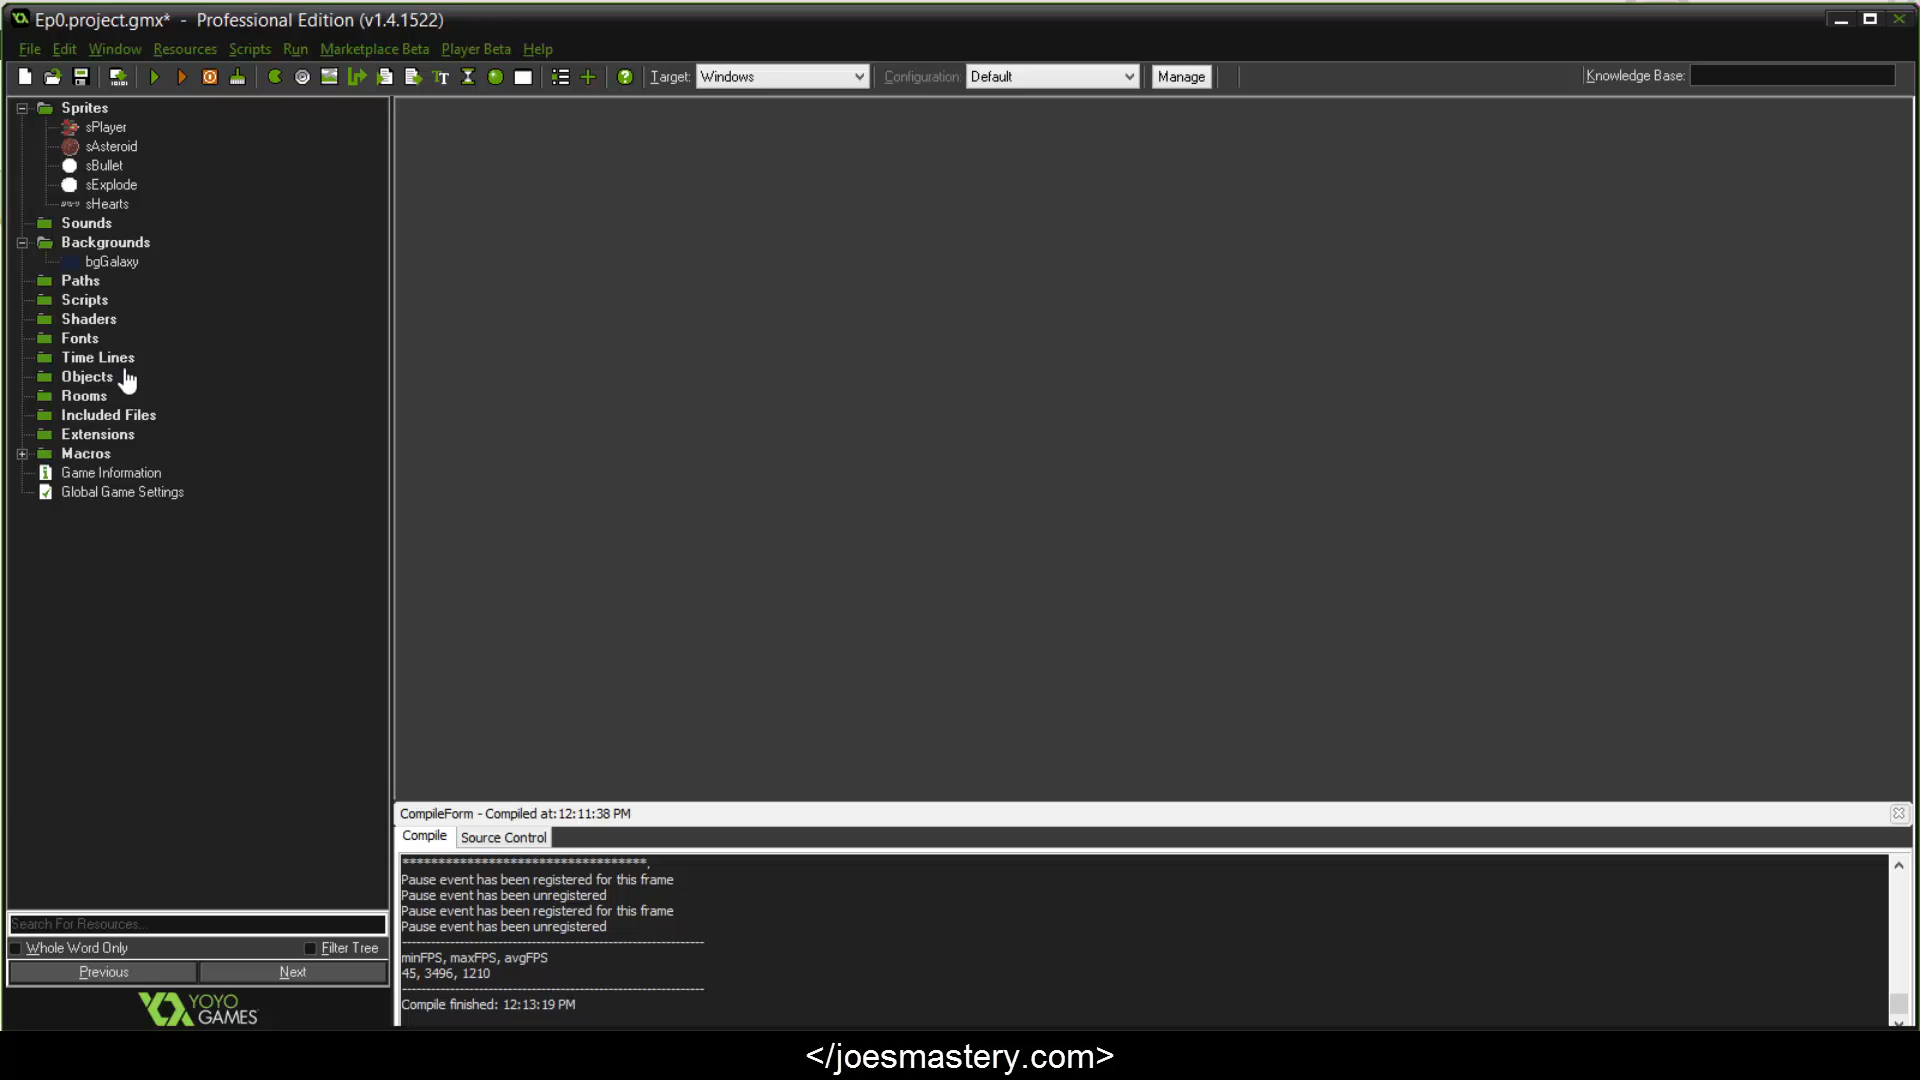 Ep0.project.gmx* - Professional Edition (v1.4.1522)
File Edit Window Resources Scripts Run Marketplace Beta Player Beta Help
Target: Windows Configuration: Default Manage Knowledge Base:
Sprites
sPlayer
sAsteroid
sBullet
sExplode
sHearts
Sounds
Backgrounds
bgGalaxy
Paths
Scripts
Shaders
Fonts
Time Lines
Objects
Rooms
Included Files
Extensions
Macros
Game Information
Global Game Settings
Search For Resources...
Whole Word Only Filter Tree
Previous Next
YOYO
GAMES
CompileForm - Compiled at:12:11:38 PM
Compile Source Control
***********************************.
Pause event has been registered for this frame
Pause event has been unregistered
Pause event has been registered for this frame
Pause event has been unregistered
minFPS, maxFPS, avgFPS
45, 3496, 1210
Compile finished: 12:13:19 PM
</joesmastery.com>